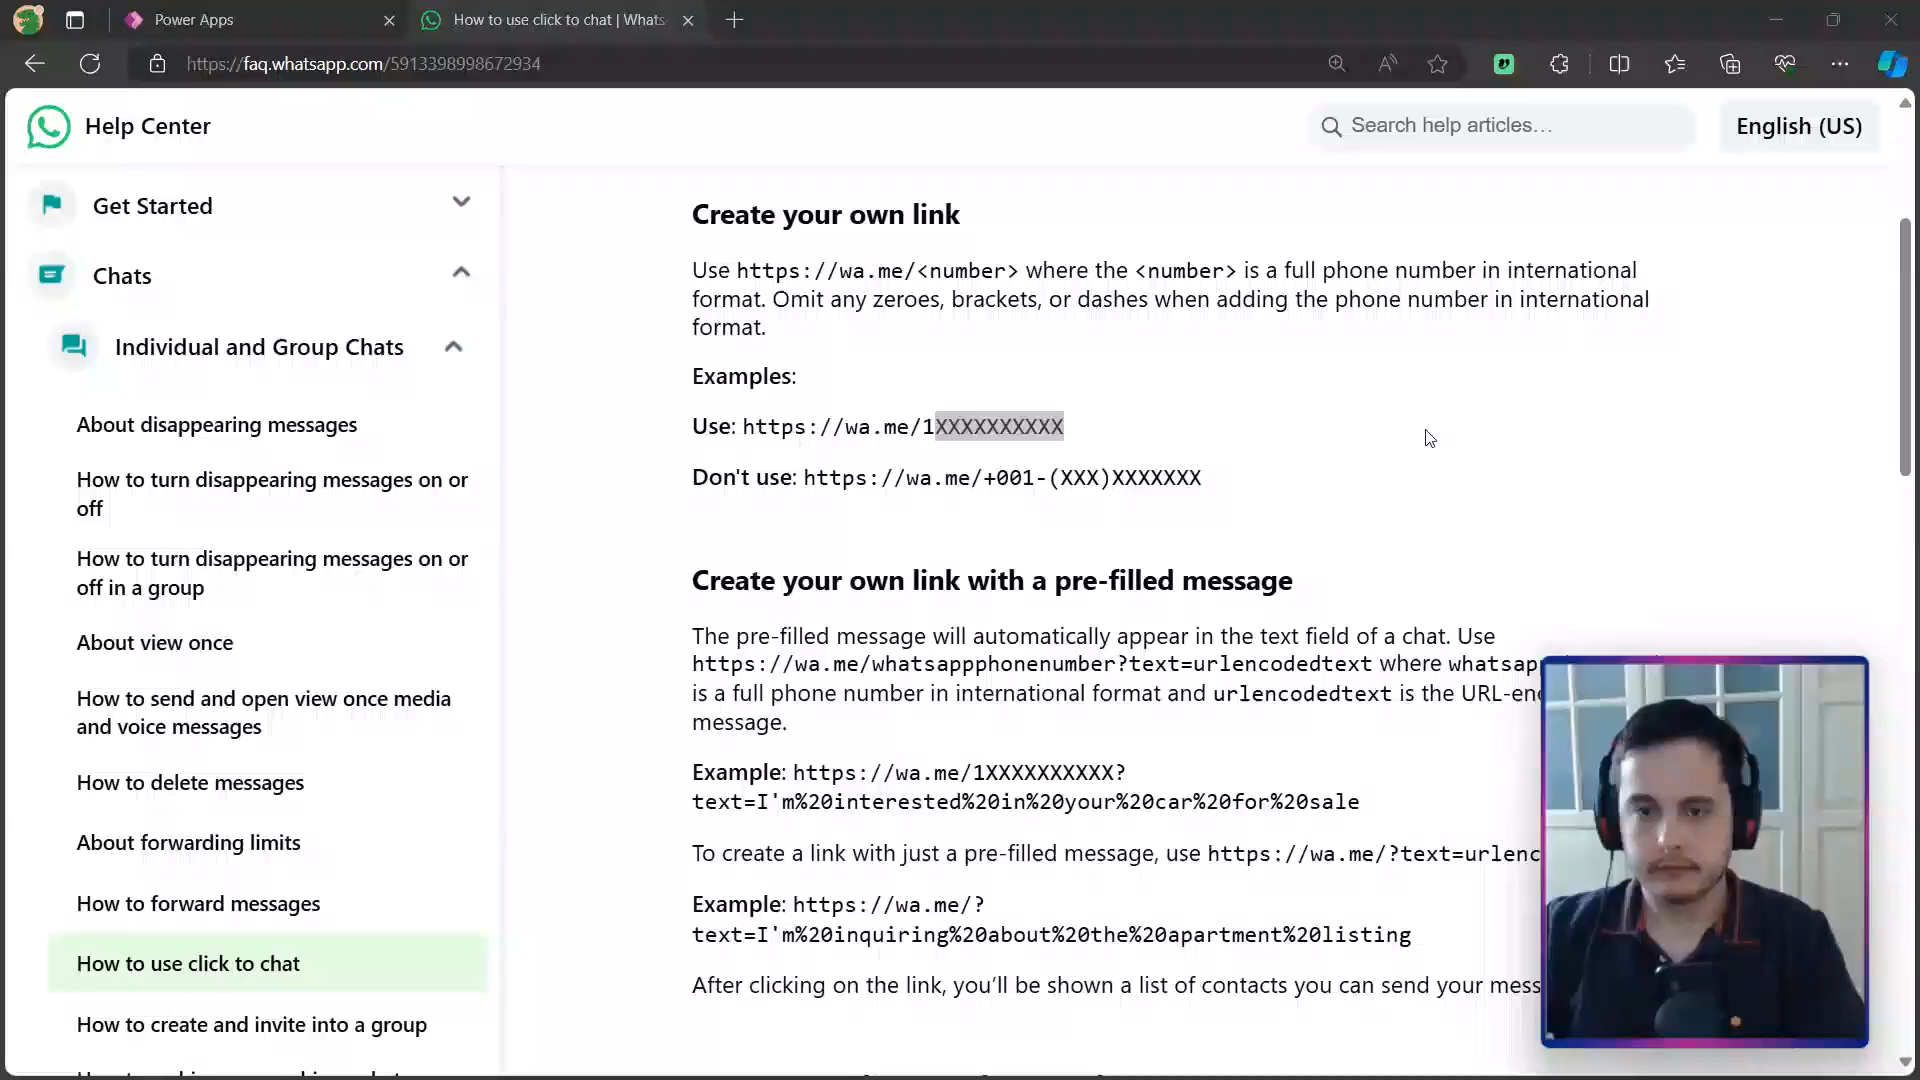 Power Apps
How to use click to chat | Whats
https://faq.whatsapp.com/5913398998672934
Help Center
Search help articles…
English (US)
Get Started
Chats
Individual and Group Chats
About disappearing messages
How to turn disappearing messages on or
off
How to turn disappearing messages on or
off in a group
About view once
How to send and open view once media
and voice messages
How to delete messages
About forwarding limits
How to forward messages
How to use click to chat
How to create and invite into a group
Create your own link
Use https://wa.me/<number> where the <number> is a full phone number in international
format. Omit any zeroes, brackets, or dashes when adding the phone number in international
format.
Examples:
Use: https://wa.me/1XXXXXXXXXX
Don't use: https://wa.me/+001-(XXX)XXXXXXX
Create your own link with a pre-filled message
The pre-filled message will automatically appear in the text field of a chat. Use
https://wa.me/whatsappphonenumber?text=urlencodedtext where whatsap
is a full phone number in international format and urlencodedtext is the URL-en
message.
Example: https://wa.me/1XXXXXXXXXX?
text=I'm%20interested%20in%20your%20car%20for%20sale
To create a link with just a pre-filled message, use https://wa.me/?text=urlenc
Example: https://wa.me/?
text=I'm%20inquiring%20about%20the%20apartment%20listing
After clicking on the link, you’ll be shown a list of contacts you can send your mess